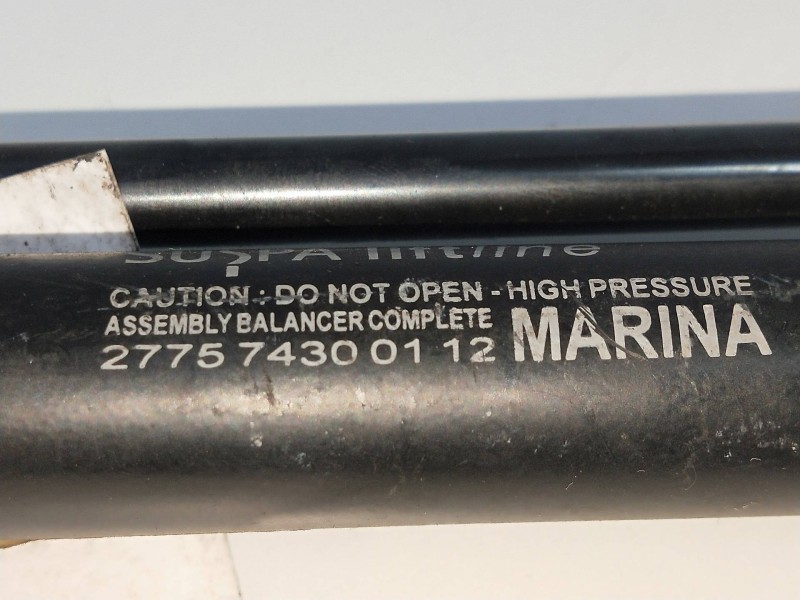 SUSPA liftline
CAUTION : DO NOT OPEN - HIGH PRESSURE
ASSEMBLY BALANCER COMPLETE
2775 7430 01 12 MARINA